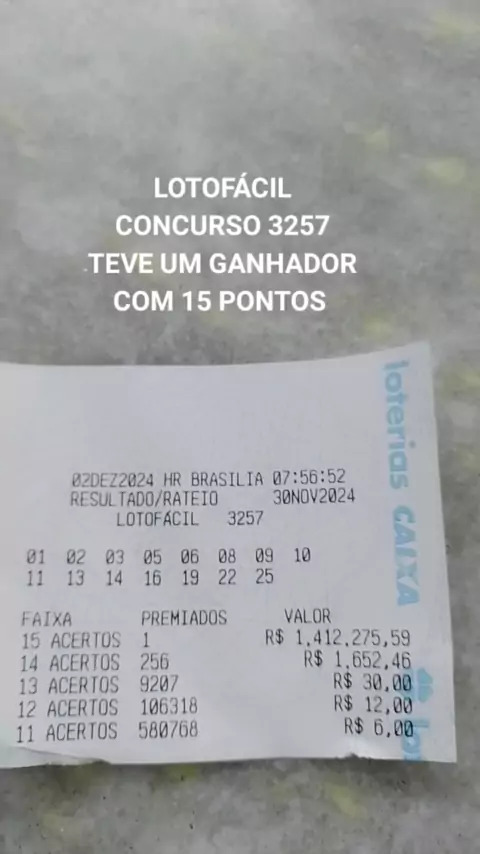 LOTOFÁCIL
CONCURSO 3257
TEVE UM GANHADOR
COM 15 PONTOS
loterias CAIXA
02DEZ2024 HR BRASILIA 07:56:52
RESULTADO/RATEIO 30NOV2024
LOTOFÁCIL 3257
01 02 03 05 06 08 09 10
11 13 14 16 19 22 25
FAIXA PREMIADOS VALOR
15 ACERTOS 1 R$ 1.412.275,59
14 ACERTOS 256 R$ 1.652,46
13 ACERTOS 9207 R$ 30,00
12 ACERTOS 106318 R$ 12,00
11 ACERTOS 580768 R$ 6,00